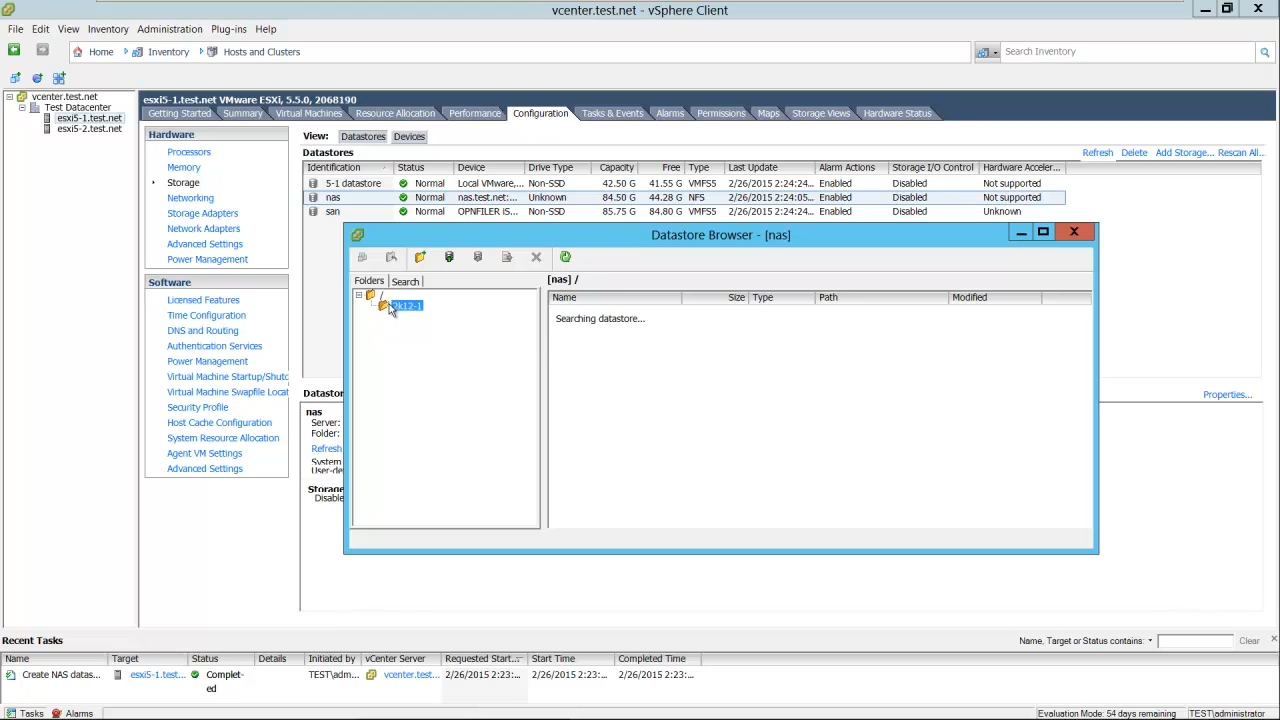 vcenter.test.net - vSphere Client
File Edit View Inventory Administration Plug-ins Help
Home Inventory Hosts and Clusters Search Inventory
vcenter.test.net
Test Datacenter
esxi5-1.test.net
esxi5-2.test.net
esxi5-1.test.net VMware ESXi, 5.5.0, 2068190
Getting Started Summary Virtual Machines Resource Allocation Performance Configuration Tasks & Events Alarms Permissions Maps Storage Views Hardware Status
Hardware
Processors
Memory
Storage
Networking
Storage Adapters
Network Adapters
Advanced Settings
Power Management
Software
Licensed Features
Time Configuration
DNS and Routing
Authentication Services
Power Management
Virtual Machine Startup/Shutc
Virtual Machine Swapfile Locat
Security Profile
Host Cache Configuration
System Resource Allocation
Agent VM Settings
Advanced Settings
View: Datastores Devices
Datastores Refresh Delete Add Storage... Rescan All...
Identification Status Device Drive Type Capacity Free Type Last Update Alarm Actions Storage I/O Control Hardware Acceler...
5-1 datastore Normal Local VMware,... Non-SSD 42.50 G 41.55 G VMFS5 2/26/2015 2:24:24... Enabled Disabled Not supported
nas Normal nas.test.net:... Unknown 84.50 G 44.28 G NFS 2/26/2015 2:24:05... Enabled Disabled Not supported
san Normal OPNFILER iS... Non-SSD 85.75 G 84.80 G VMFS5 2/26/2015 2:24:24... Enabled Disabled Unknown
Datastore Browser - [nas]
Folders Search
/
2k12-1
[nas] /
Name Size Type Path Modified
Searching datastore...
Datastor Properties...
nas
Server:
Folder:
Refresh
System
User-de
Storage
Disable
Recent Tasks Name, Target or Status contains: Clear
Name Target Status Details Initiated by vCenter Server Requested Start... Start Time Completed Time
Create NAS datas... esxi5-1.test... Complet- TEST\adm... vcenter.test... 2/26/2015 2:23:... 2/26/2015 2:23:... 2/26/2015 2:23:...
ed
Tasks Alarms Evaluation Mode: 54 days remaining TEST\administrator